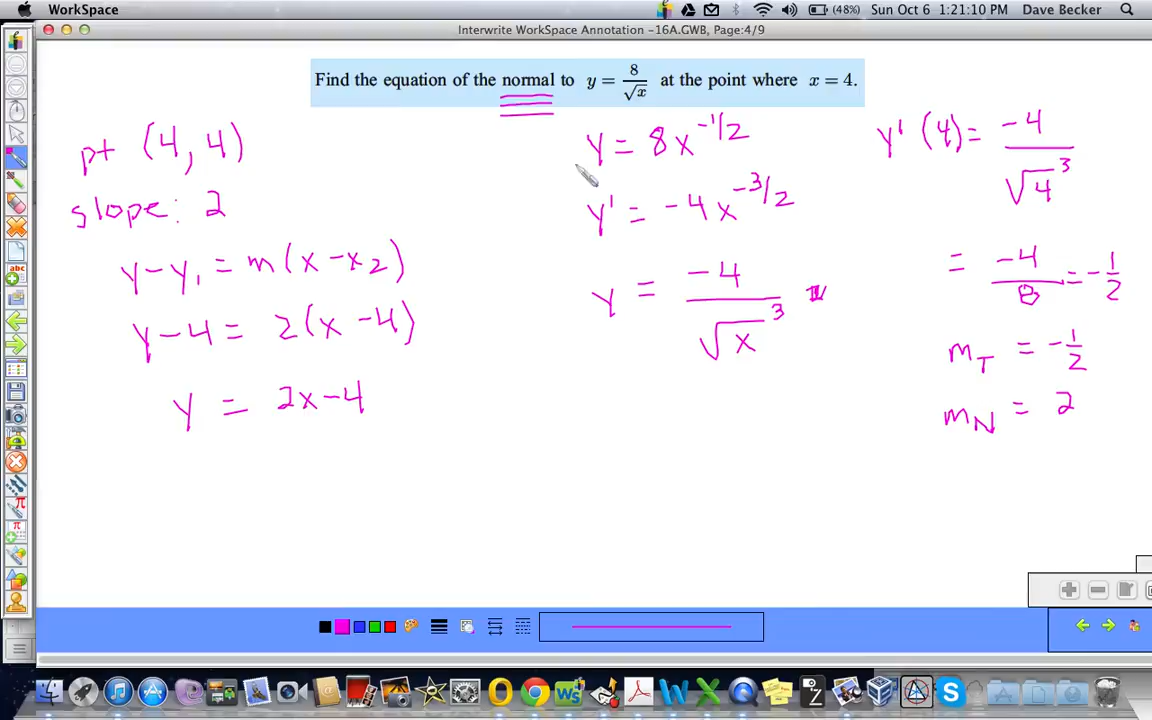 WorkSpace
(48%) Sun Oct 6 1:21:10 PM Dave Becker
Interwrite WorkSpace Annotation -16A.GWB, Page:4/9
Find the equation of the normal to y = 8/√x at the point where x = 4.
pt (4, 4)
slope: 2
y - y₁ = m(x - x₂)
y - 4 = 2(x - 4)
y = 2x - 4
y = 8x^(-1/2)
y' = -4x^(-3/2)
y = -4/√x³
y'(4) = -4/√4³
= -4/8 = -1/2
m_T = -1/2
m_N = 2
abc